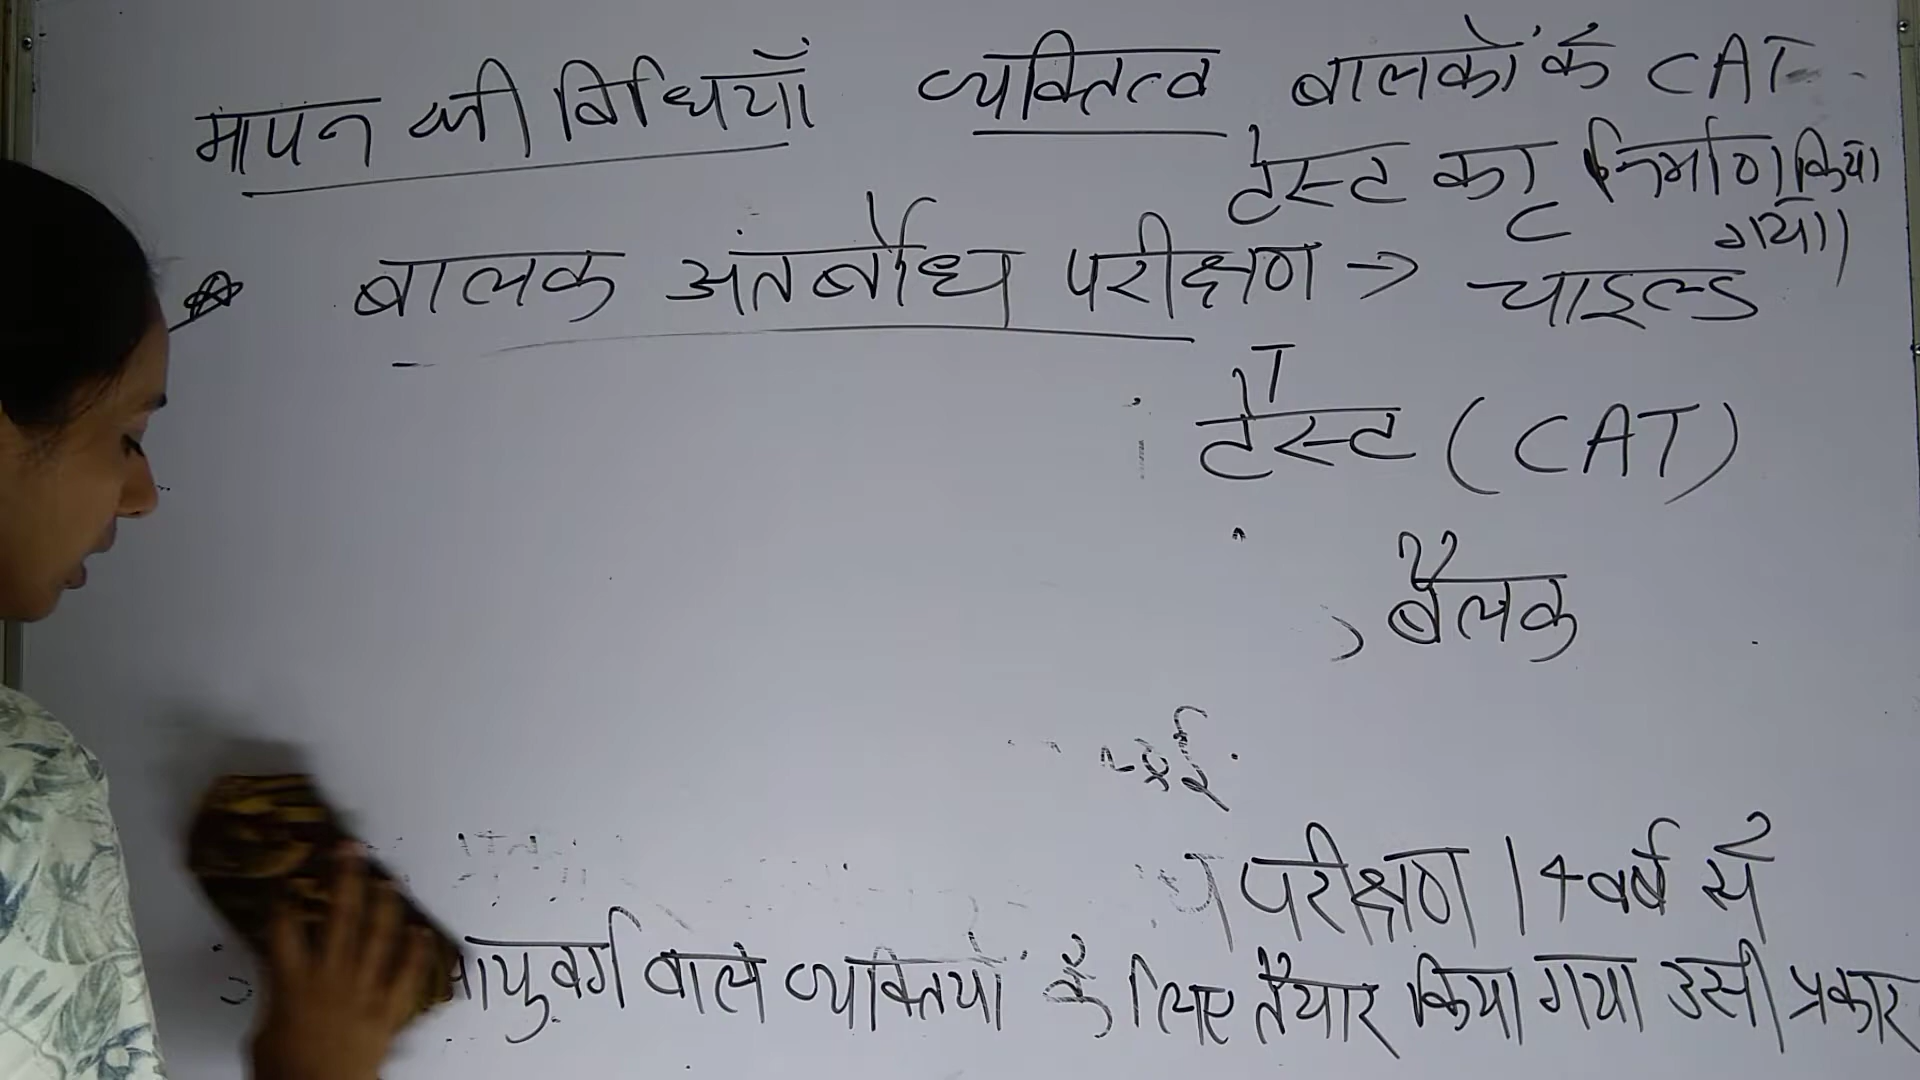 मापन की बिधियाँ व्यक्तित्व बालकों के CAT
टेस्ट का निर्माण किया
गया।
बालक अंतर्बोध परीक्षण → चाइल्ड
टेस्ट (CAT)
बैलक
परीक्षण 14 वर्ष से
आयुवर्ग वाले व्यक्तियों के लिए तैयार किया गया उसी प्रकार